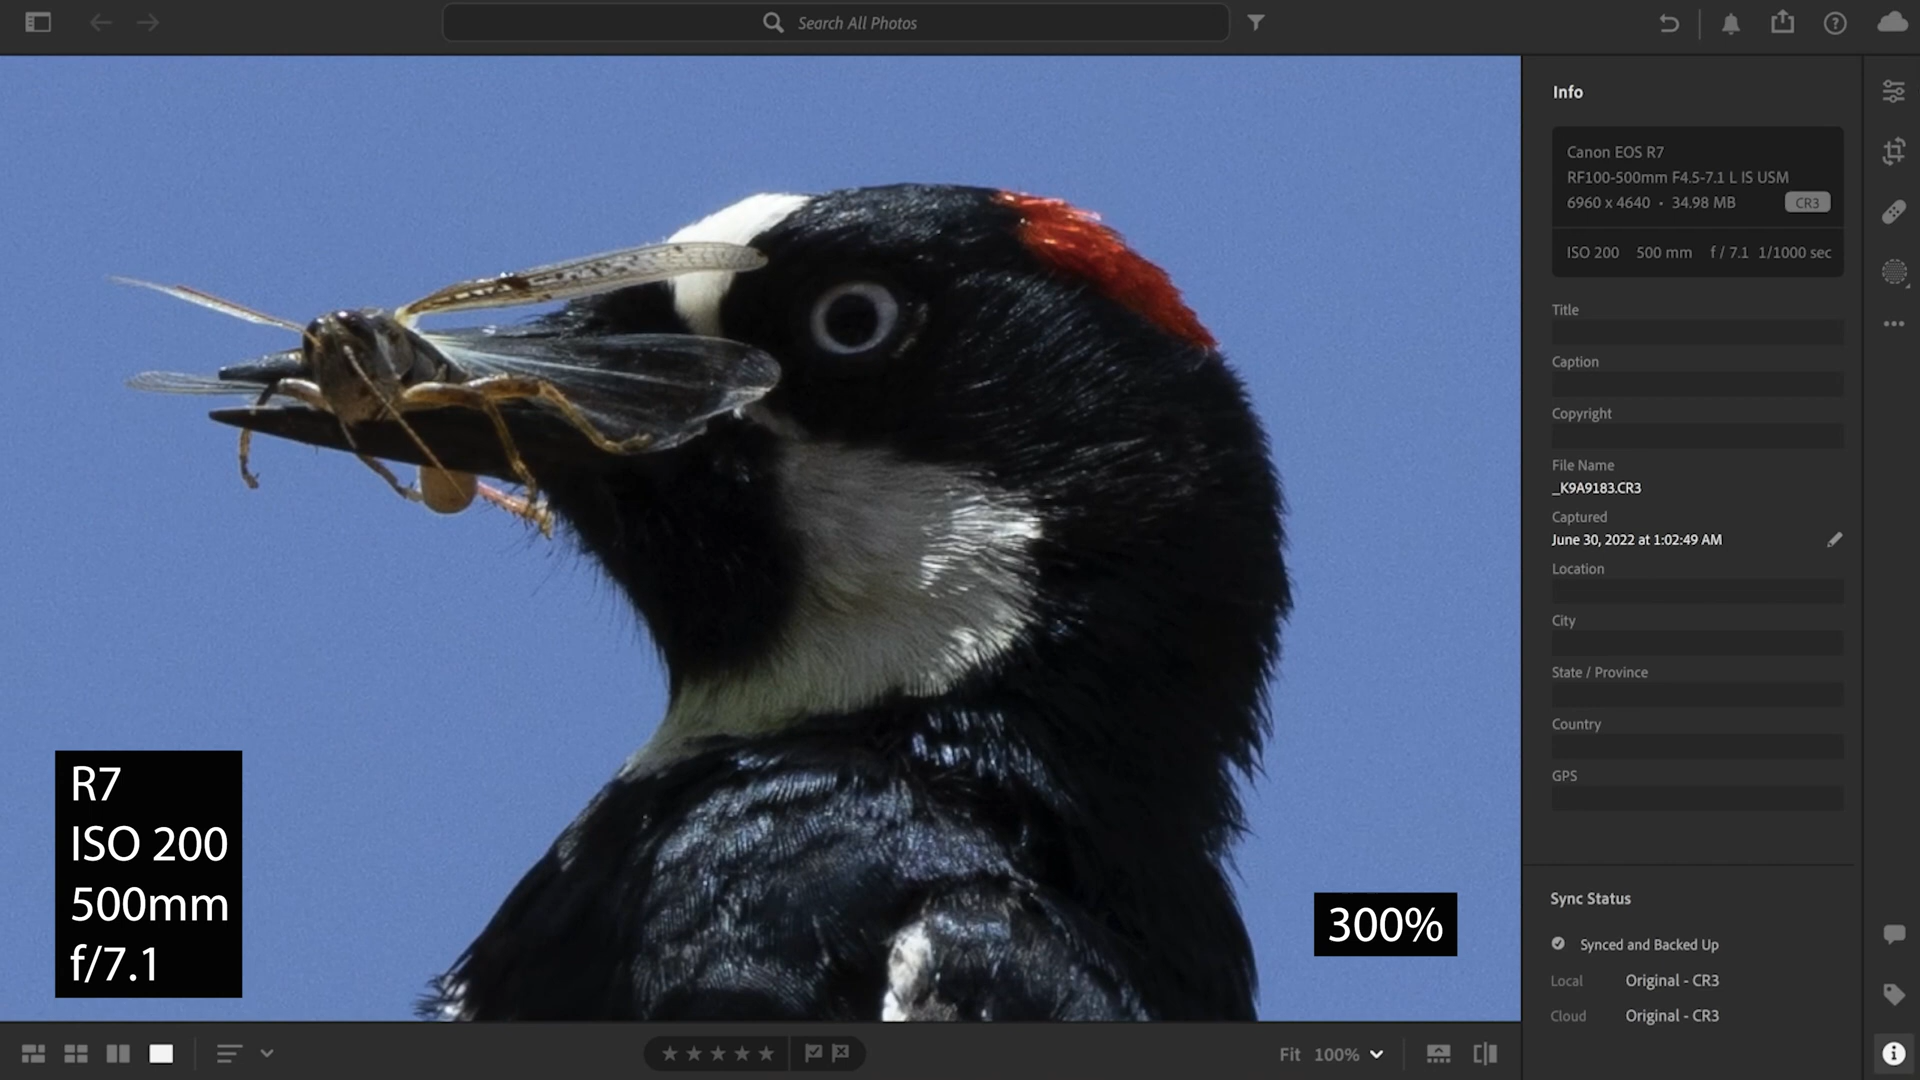 Search All Photos
Info
Canon EOS R7
RF100-500mm F4.5-7.1 L IS USM
6960 x 4640 • 34.98 MB CR3
ISO 200 500 mm f / 7.1 1/1000 sec
Title
Caption
Copyright
File Name
_K9A9183.CR3
Captured
June 30, 2022 at 1:02:49 AM
Location
City
State / Province
Country
GPS
Sync Status
Synced and Backed Up
Local Original - CR3
Cloud Original - CR3
R7
ISO 200
500mm
f/7.1
300%
Fit 100%